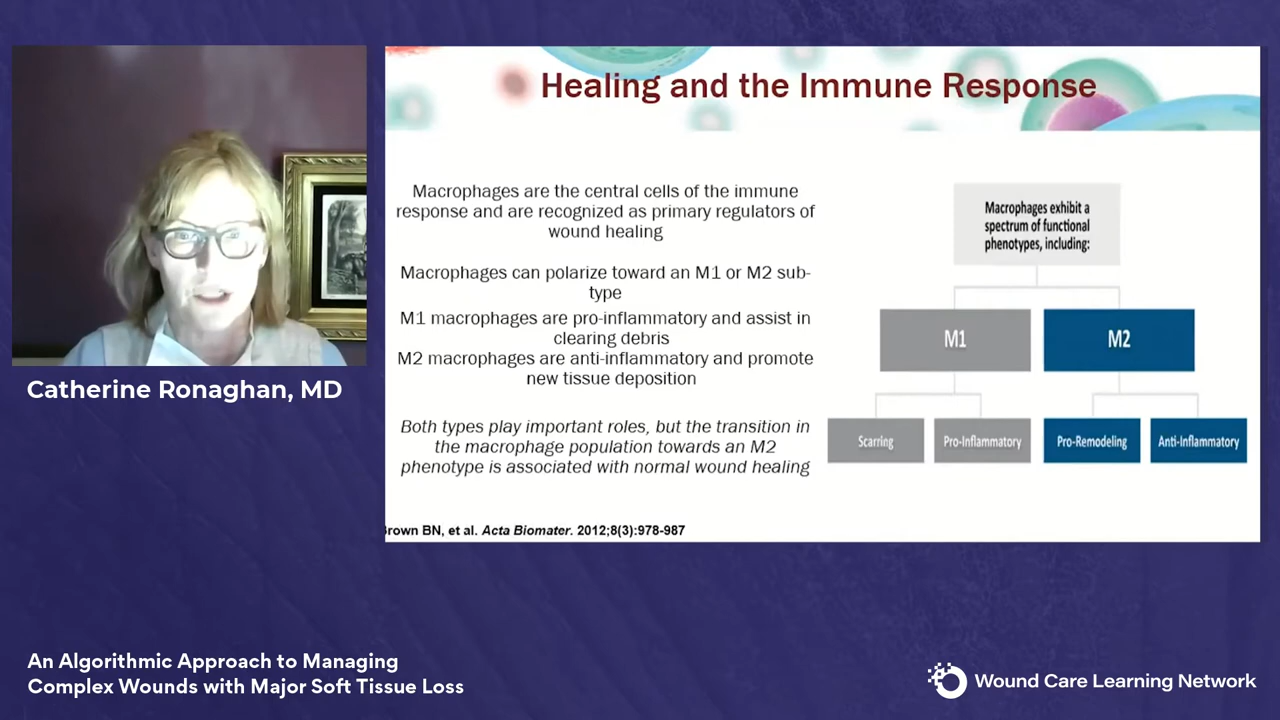 Healing and the Immune Response
Macrophages are the central cells of the immune
response and are recognized as primary regulators of
wound healing
Macrophages can polarize toward an M1 or M2 sub-
type
M1 macrophages are pro-inflammatory and assist in
clearing debris
M2 macrophages are anti-inflammatory and promote
new tissue deposition
Both types play important roles, but the transition in
the macrophage population towards an M2
phenotype is associated with normal wound healing
Brown BN, et al. Acta Biomater. 2012;8(3):978-987
Macrophages exhibit a
spectrum of functional
phenotypes, including:
M1
M2
Scarring
Pro-Inflammatory
Pro-Remodeling
Anti-Inflammatory
Catherine Ronaghan, MD
An Algorithmic Approach to Managing
Complex Wounds with Major Soft Tissue Loss
Wound Care Learning Network